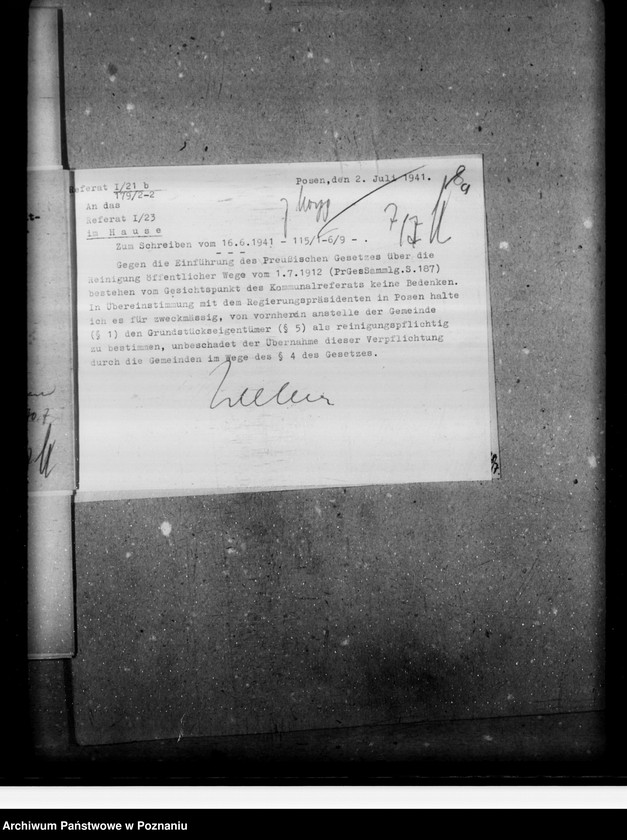 Referat I/21 b
175/2-2
Posen,den 2. Juli 1941.
8a
An das
Referat I/23
im Hause
7/7
Zum Schreiben vom 16.6.1941 - 115/1-6/9 - .
Gegen die Einführung des Preußischen Gesetzes über die
Reinigung öffentlicher Wege vom 1.7.1912 (PrGesSammlg.S.187)
bestehen vom Gesichtspunkt des Kommunalreferats keine Bedenken.
In Übereinstimmung mit dem Regierungspräsidenten in Posen halte
ich es für zweckmässig, von vornherein anstelle der Gemeinde
(§ 1) den Grundstückseigentümer (§ 5) als reinigungspflichtig
zu bestimmen, unbeschadet der Übernahme dieser Verpflichtung
durch die Gemeinden im Wege des § 4 des Gesetzes.
Archiwum Państwowe w Poznaniu